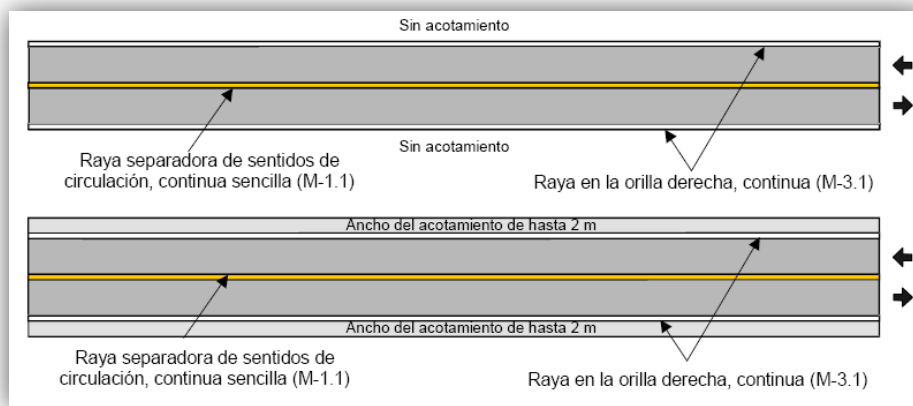 Sin acotamiento
Sin acotamiento
Raya separadora de sentidos de
circulación, continua sencilla (M-1.1)
Raya en la orilla derecha, continua (M-3.1)
Ancho del acotamiento de hasta 2 m
Ancho del acotamiento de hasta 2 m
Raya separadora de sentidos de
circulación, continua sencilla (M-1.1)
Raya en la orilla derecha, continua (M-3.1)